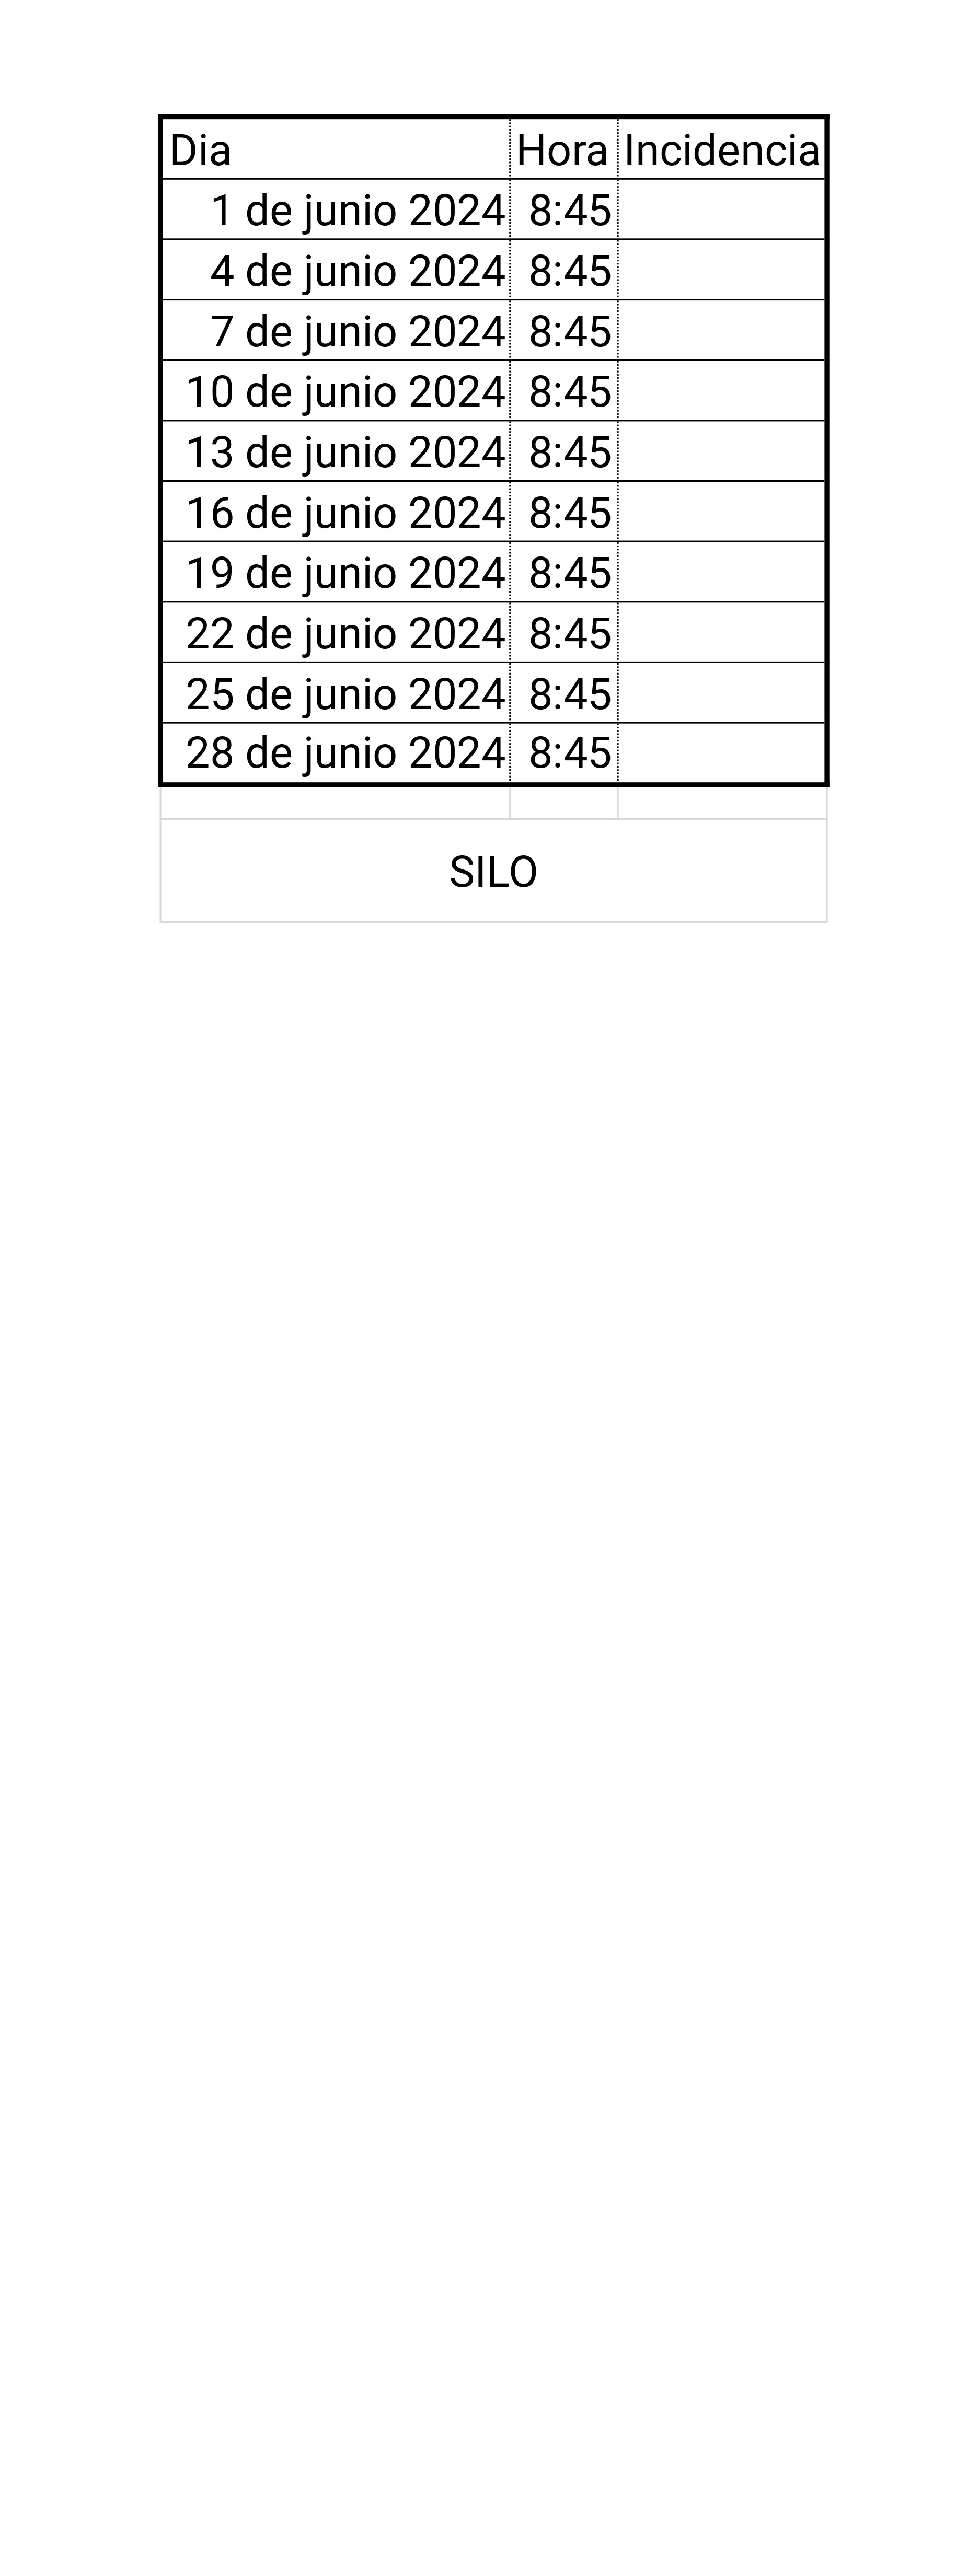 Dia Hora Incidencia
1 de junio 2024 8:45
4 de junio 2024 8:45
7 de junio 2024 8:45
10 de junio 2024 8:45
13 de junio 2024 8:45
16 de junio 2024 8:45
19 de junio 2024 8:45
22 de junio 2024 8:45
25 de junio 2024 8:45
28 de junio 2024 8:45
SILO